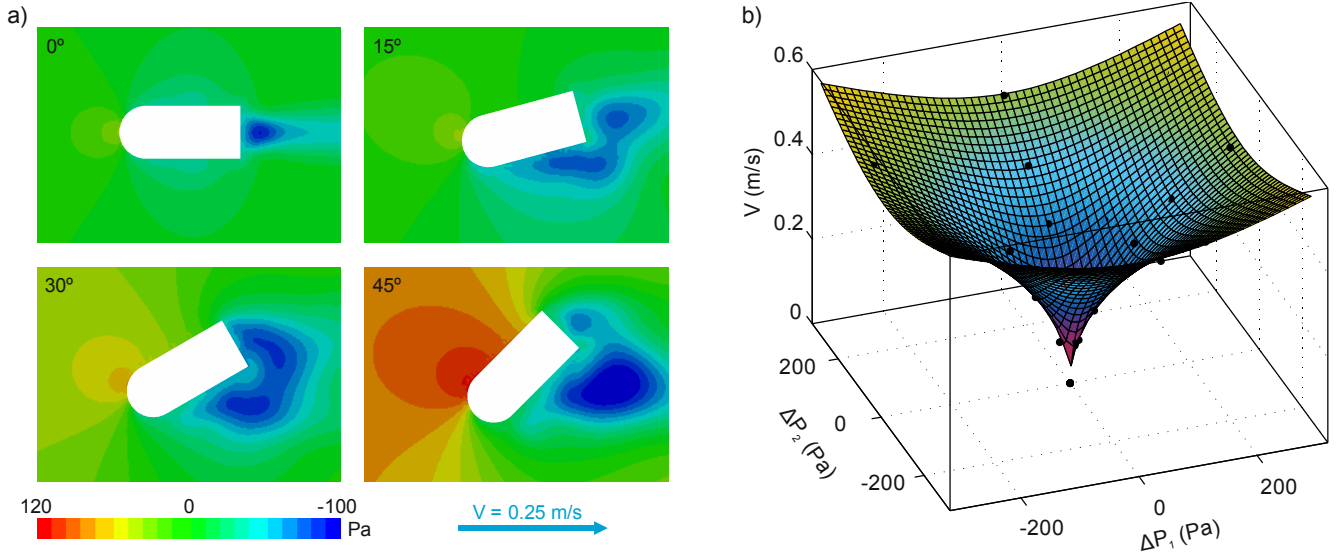 a)
0º
15º
30º
45º
120 0 -100 Pa
V = 0.25 m/s
b)
V (m/s)
0.6
0.4
0.2
0
ΔP₂ (Pa)
200
0
-200
ΔP₁ (Pa)
-200
0
200